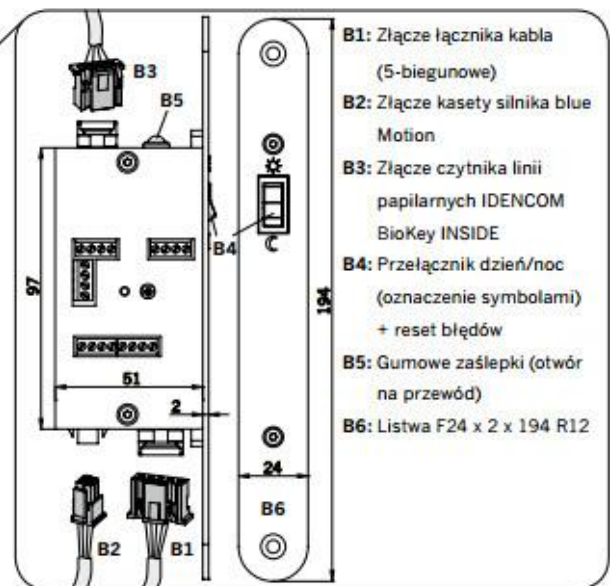 B3
B5
B4
97
51
2
194
24
B6
B2
B1
B1: Złącze łącznika kabla
(5-biegunowe)
B2: Złącze kasety silnika blue
Motion
B3: Złącze czytnika linii
papilarnych IDENCOM
BioKey INSIDE
B4: Przełącznik dzień/noc
(oznaczenie symbolami)
+ reset błędów
B5: Gumowe zaślepki (otwór
na przewód)
B6: Listwa F24 x 2 x 194 R12